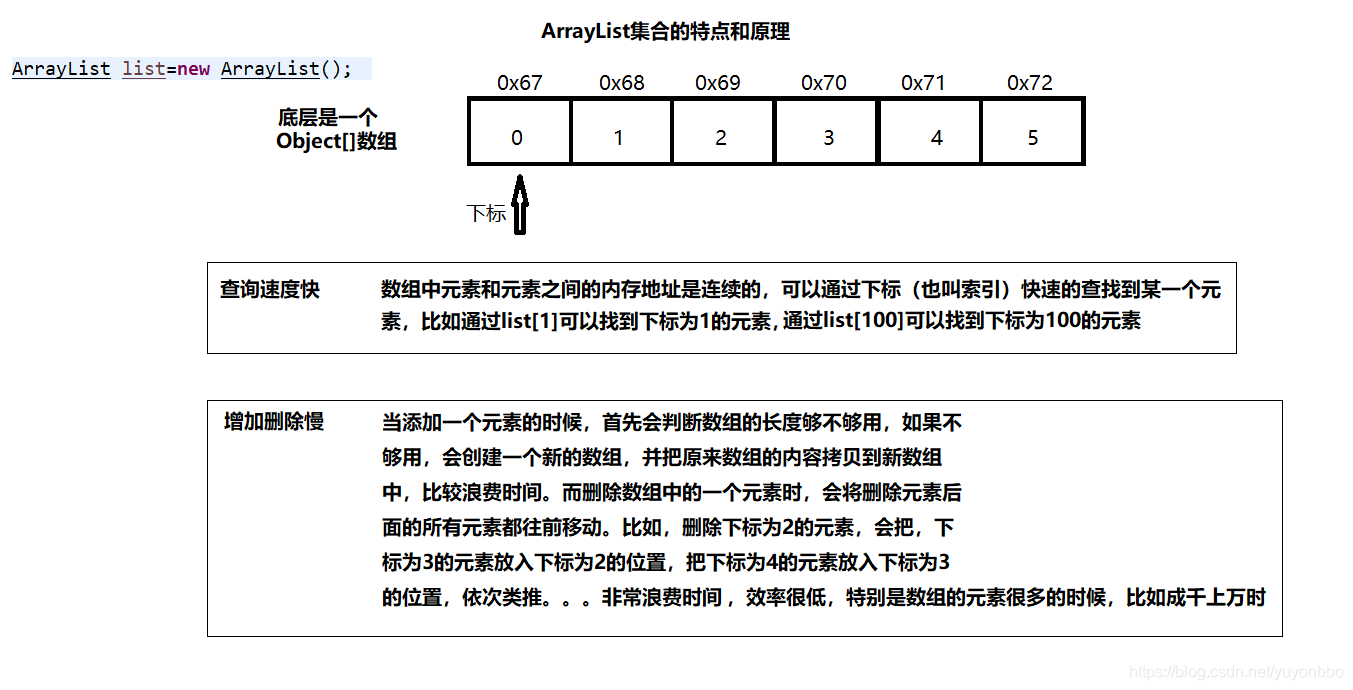 ArrayList集合的特点和原理
ArrayList list=new ArrayList();
0x67 0x68 0x69 0x70 0x71 0x72
底层是一个
Object[]数组
0 1 2 3 4 5
下标
查询速度快 数组中元素和元素之间的内存地址是连续的，可以通过下标（也叫索引）快速的查找到某一个元
素，比如通过list[1]可以找到下标为1的元素，通过list[100]可以找到下标为100的元素
增加删除慢 当添加一个元素的时候，首先会判断数组的长度够不够用，如果不
够用，会创建一个新的数组，并把原来数组的内容拷贝到新数组
中，比较浪费时间。而删除数组中的一个元素时，会将删除元素后
面的所有元素都往前移动。比如，删除下标为2的元素，会把，下
标为3的元素放入下标为2的位置，把下标为4的元素放入下标为3
的位置，依次类推。。。非常浪费时间 ，效率很低，特别是数组的元素很多的时候，比如成千上万时
https://blog.csdn.net/yuyonbbo